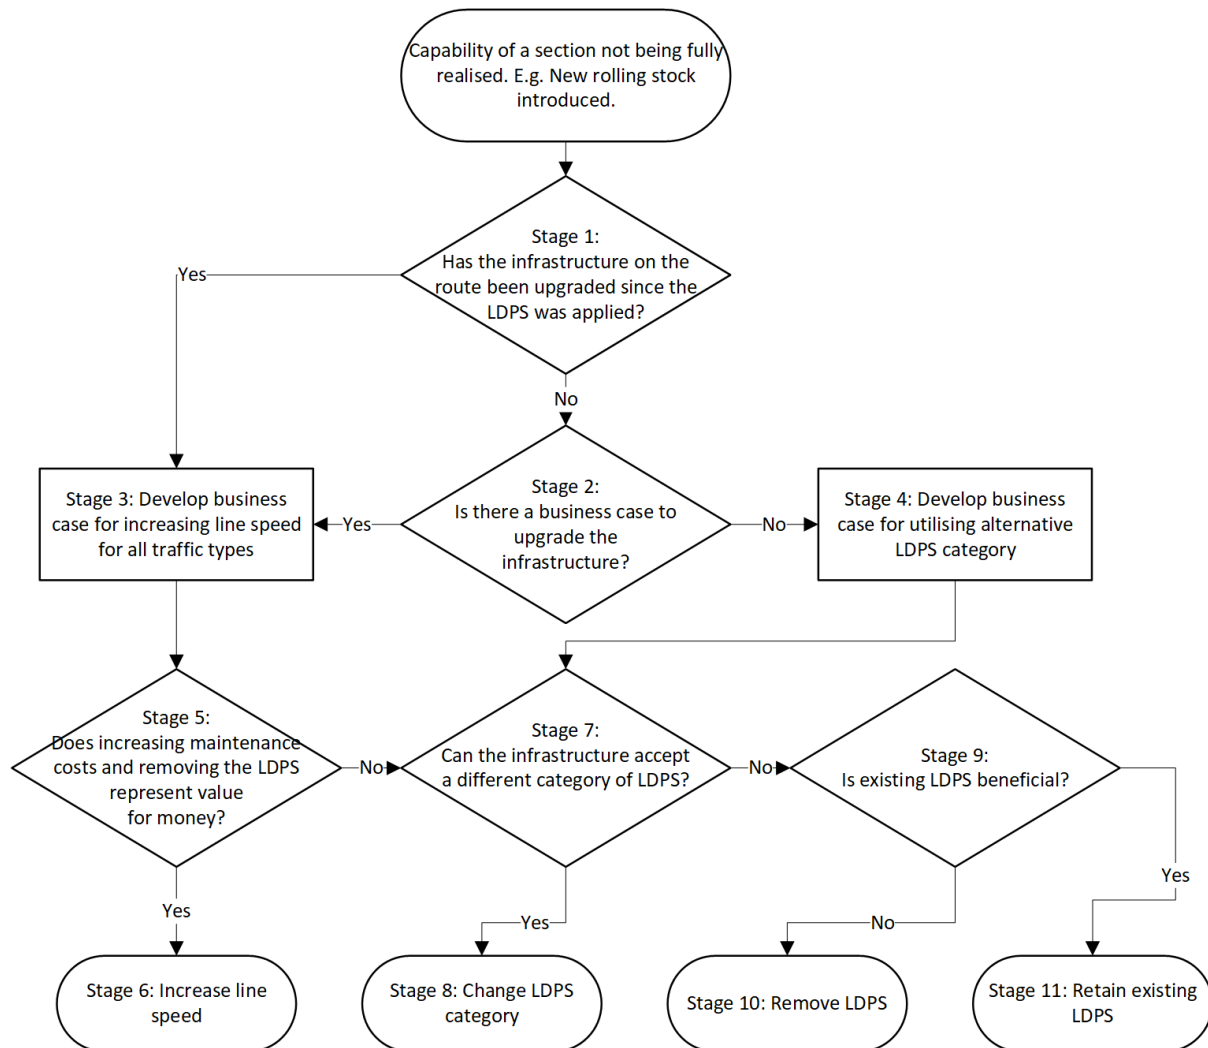 Capability of a section not being fully
realised. E.g. New rolling stock
introduced.
Stage 1:
Has the infrastructure on the
route been upgraded since the
LDPS was applied?
Yes
No
Stage 3: Develop business
case for increasing line speed
for all traffic types
Yes
Stage 2:
Is there a business case to
upgrade the
infrastructure?
No
Stage 4: Develop business
case for utilising alternative
LDPS category
Stage 5:
Does increasing maintenance
costs and removing the LDPS
represent value
for money?
No
Stage 7:
Can the infrastructure accept
a different category of LDPS?
No
Stage 9:
Is existing LDPS beneficial?
Yes
Yes
Yes
No
Stage 6: Increase line
speed
Stage 8: Change LDPS
category
Stage 10: Remove LDPS
Stage 11: Retain existing
LDPS